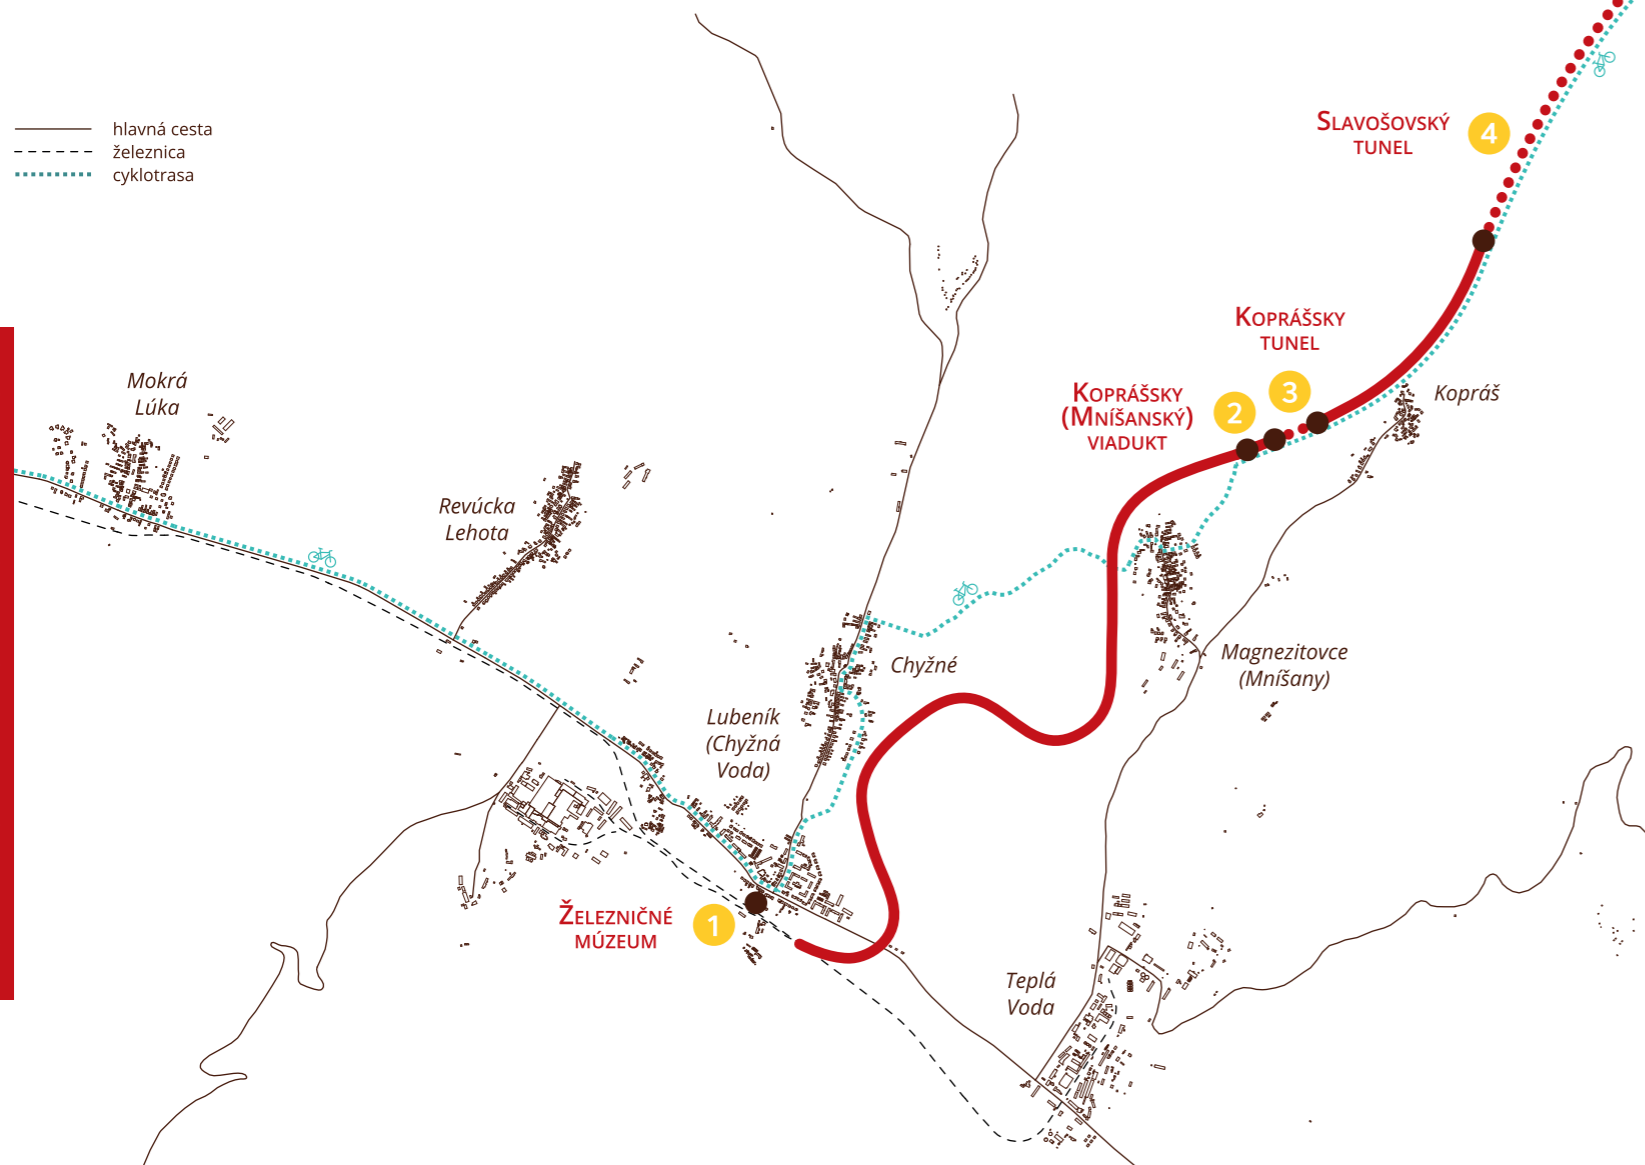 hlavná cesta
železnica
cyklotrasa
Slavošovský
tunel
4
Koprášsky
tunel
3
Koprášsky
(Mníšanský)
viadukt
2
Kopráš
Mokrá
Lúka
Revúcka
Lehota
Chyžné
Magnezitovce
(Mníšany)
Lubeník
(Chyžná
Voda)
Železničné
múzeum
1
Teplá
Voda